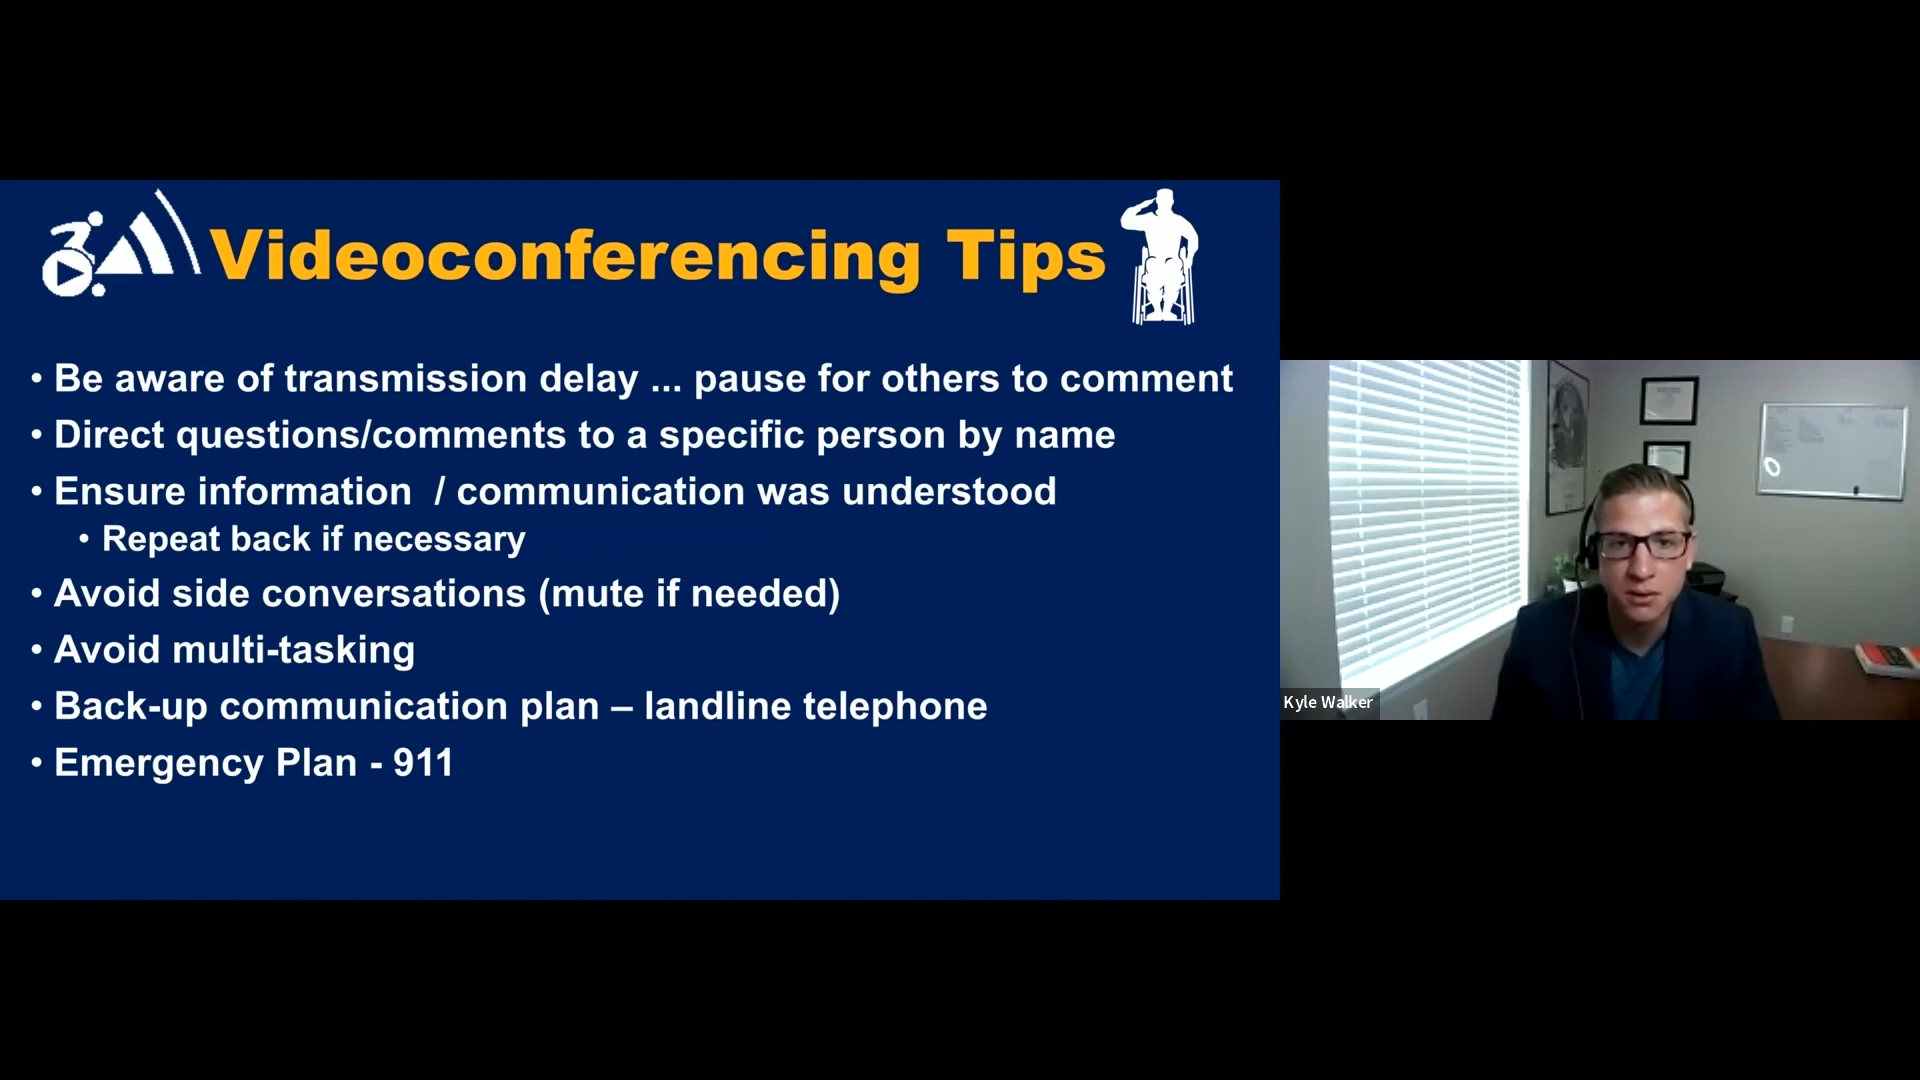 Videoconferencing Tips
• Be aware of transmission delay ... pause for others to comment
• Direct questions/comments to a specific person by name
• Ensure information  / communication was understood
• Repeat back if necessary
• Avoid side conversations (mute if needed)
• Avoid multi-tasking
• Back-up communication plan – landline telephone
• Emergency Plan - 911
Kyle Walker